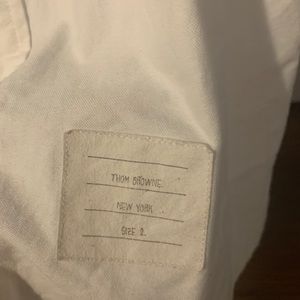 THOM BROWNE.
NEW YORK
SIZE 2.